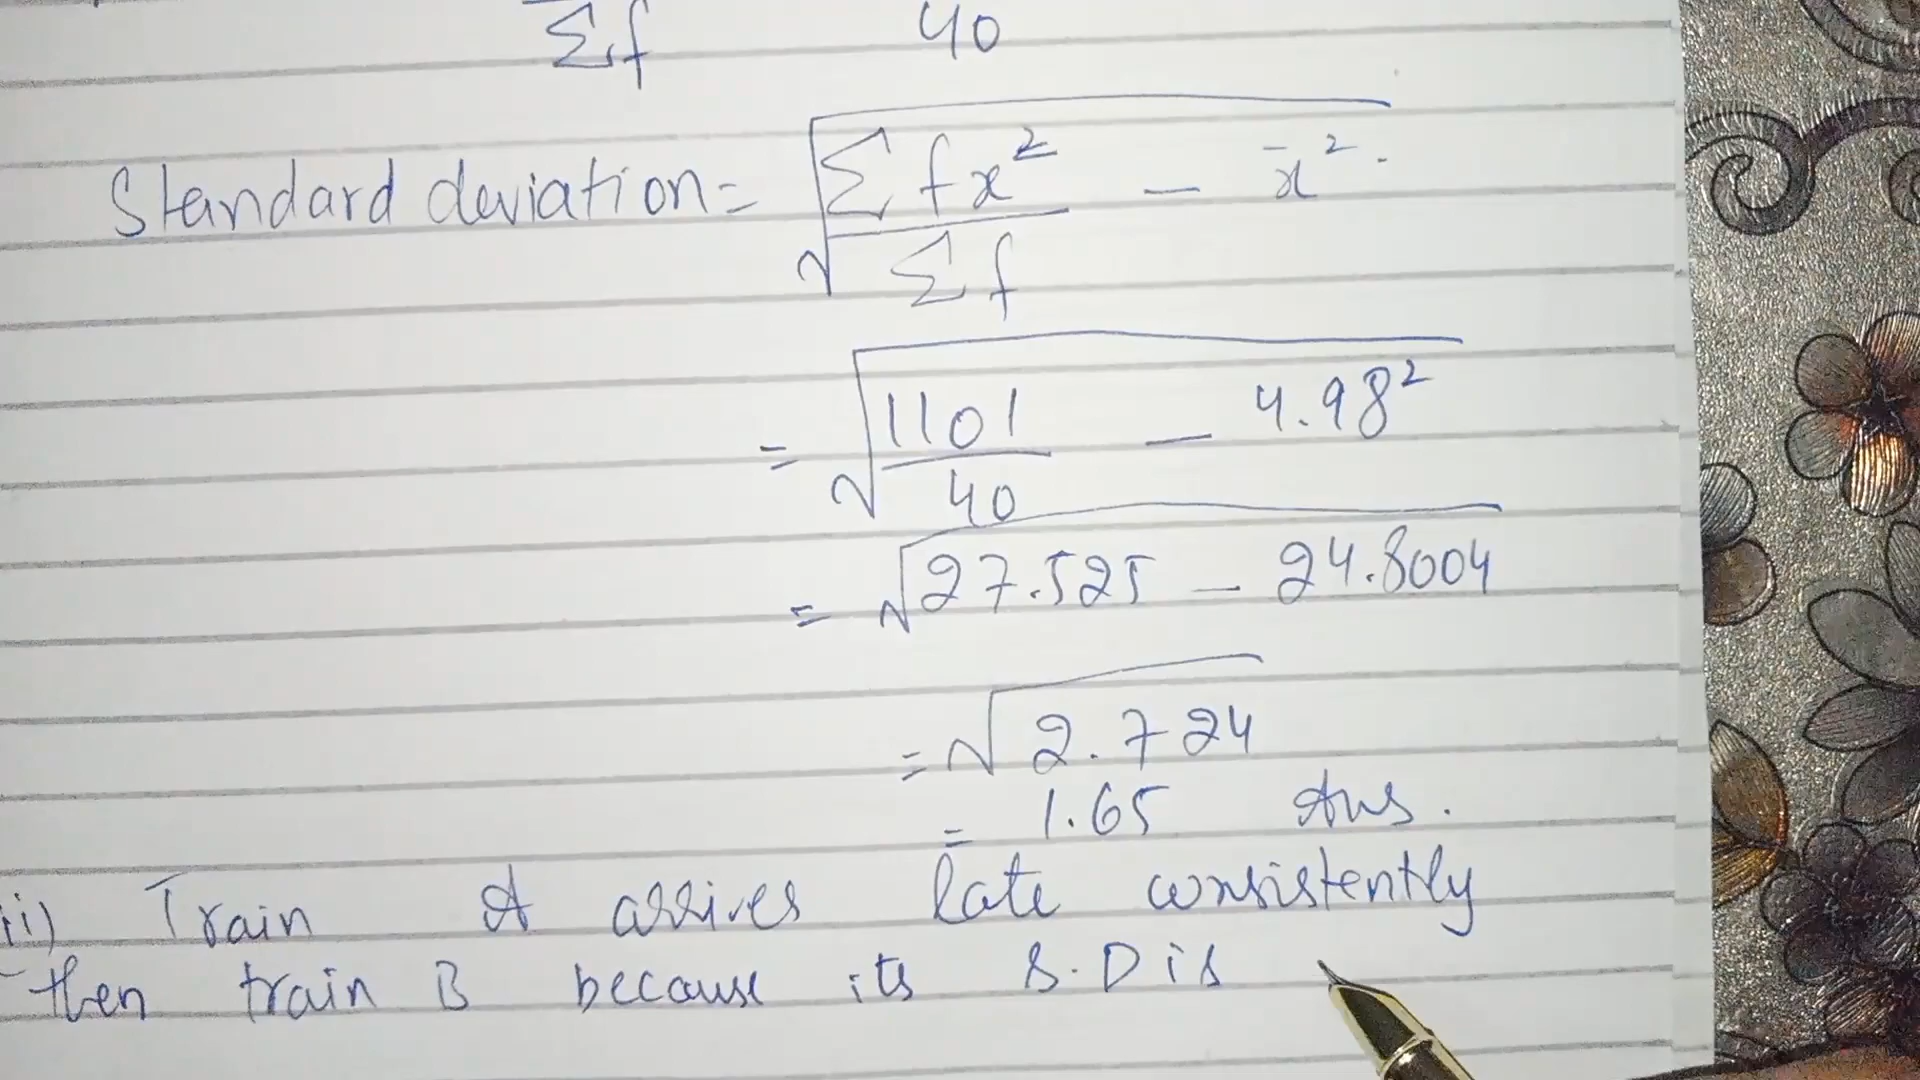 Σf 40
Standard deviation = √ Σfx² / Σf − x̄².
= √ 1101 / 40 − 4.98²
= √ 27.525 − 24.8004
= √ 2.724
= 1.65 Ans.
ii) Train A arrives late consistently
then train B because its S.D is